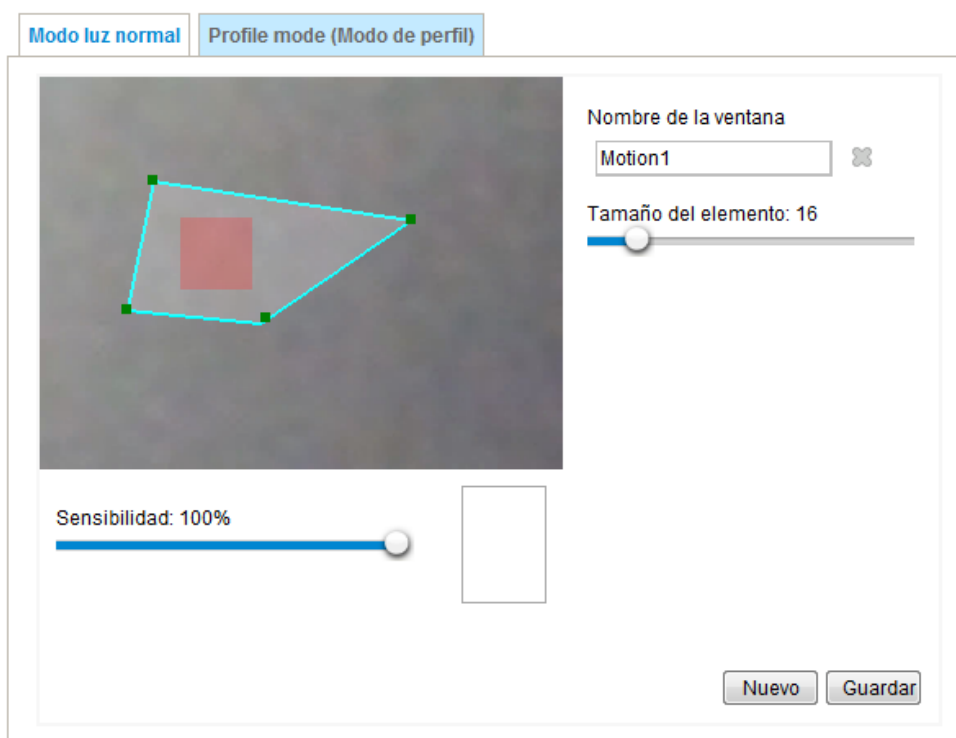 Modo luz normal
Profile mode (Modo de perfil)
Nombre de la ventana
Motion1
Tamaño del elemento: 16
Sensibilidad: 100%
Nuevo
Guardar